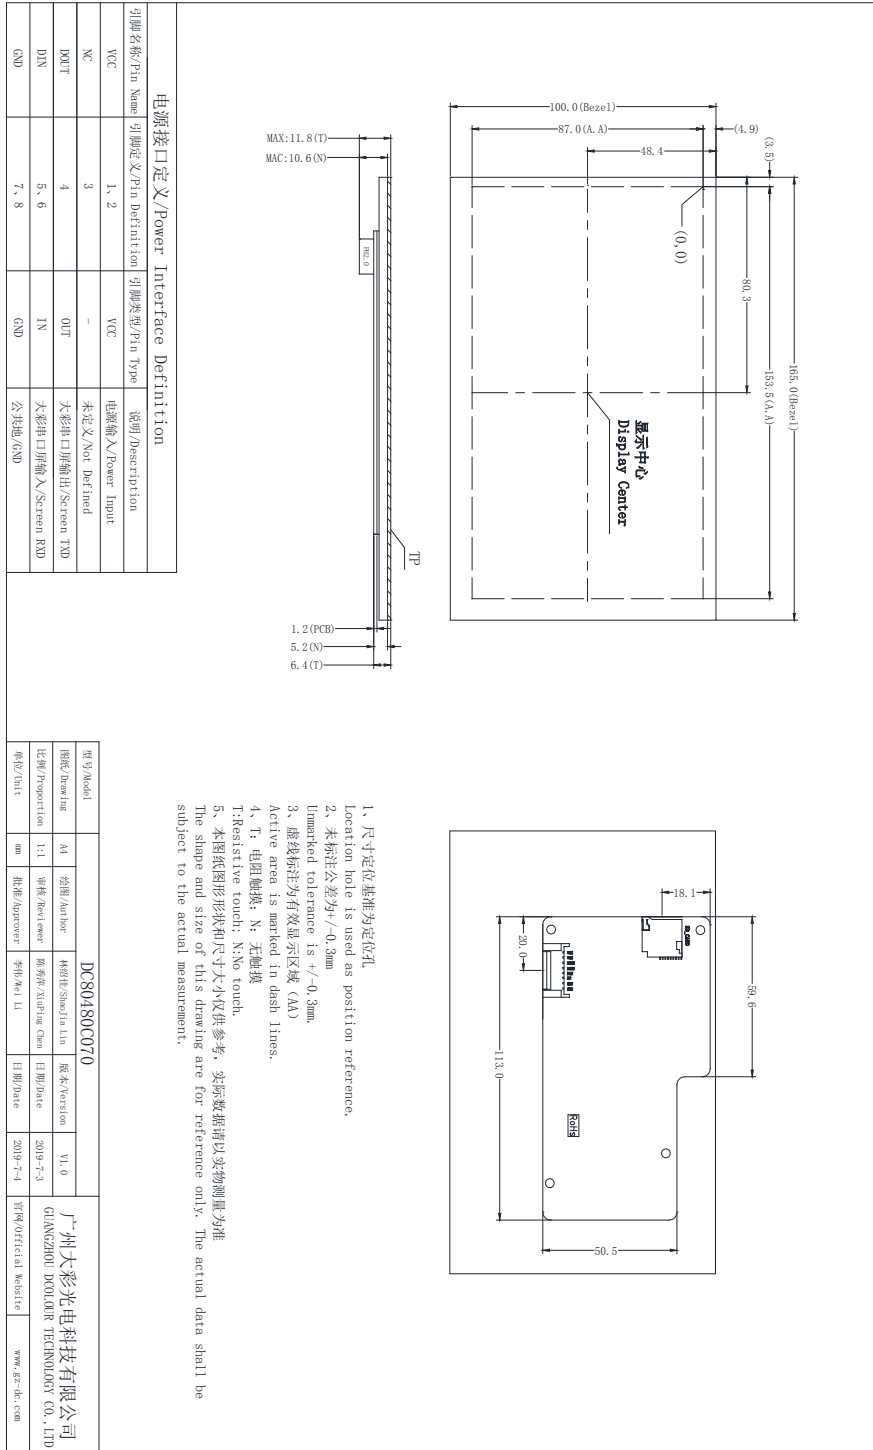 100.0(Bezel)
87.0(A.A)
48.4
(4.9)
(3.5)
(0,0)
80.3
153.5(A.A)
165.0(Bezel)
显示中心
Display Center
MAX:11.8(T)
MAC:10.6(N)
PH2.0
TP
1.2(PCB)
5.2(N)
6.4(T)
18.1
20.0
59.6
113.0
50.5
SD_CARD
RoHS
电源接口定义/Power Interface Definition
引脚名称/Pin Name 引脚定义/Pin Definition 引脚类型/Pin Type 说明/Description
VCC 1、2 VCC 电源输入/Power Input
NC 3 - 未定义/Not Defined
DOUT 4 OUT 大彩串口屏输出/Screen TXD
DIN 5、6 IN 大彩串口屏输入/Screen RXD
GND 7、8 GND 公共地/GND
1、尺寸定位基准为定位孔
Location hole is used as position reference.
2、未标注公差为+/-0.3mm
Unmarked tolerance is +/-0.3mm.
3、虚线标注为有效显示区域（AA）
Active area is marked in dash lines.
4、T: 电阻触摸; N: 无触摸
T:Resistive touch; N:No touch.
5、本图纸图形形状和尺寸大小仅供参考，实际数据请以实物测量为准
The shape and size of this drawing are for reference only. The actual data shall be
subject to the actual measurement.
型号/Model DC80480C070 广州大彩光电科技有限公司
GUANGZHOU DCOLOUR TECHNOLOGY CO.,LTD
图纸/Drawing A4 绘图/Author 林绍佳/ShaoJia Lin 版本/Version V1.0
比例/Proportion 1:1 审核/Reviewer /XiuPing Chen 日期/Date 2019-7-3
单位/Unit mm 批准/Approver 李伟/Wei Li 日期/Date 2019-7-4 官网/Official Website www.gz-dc.com